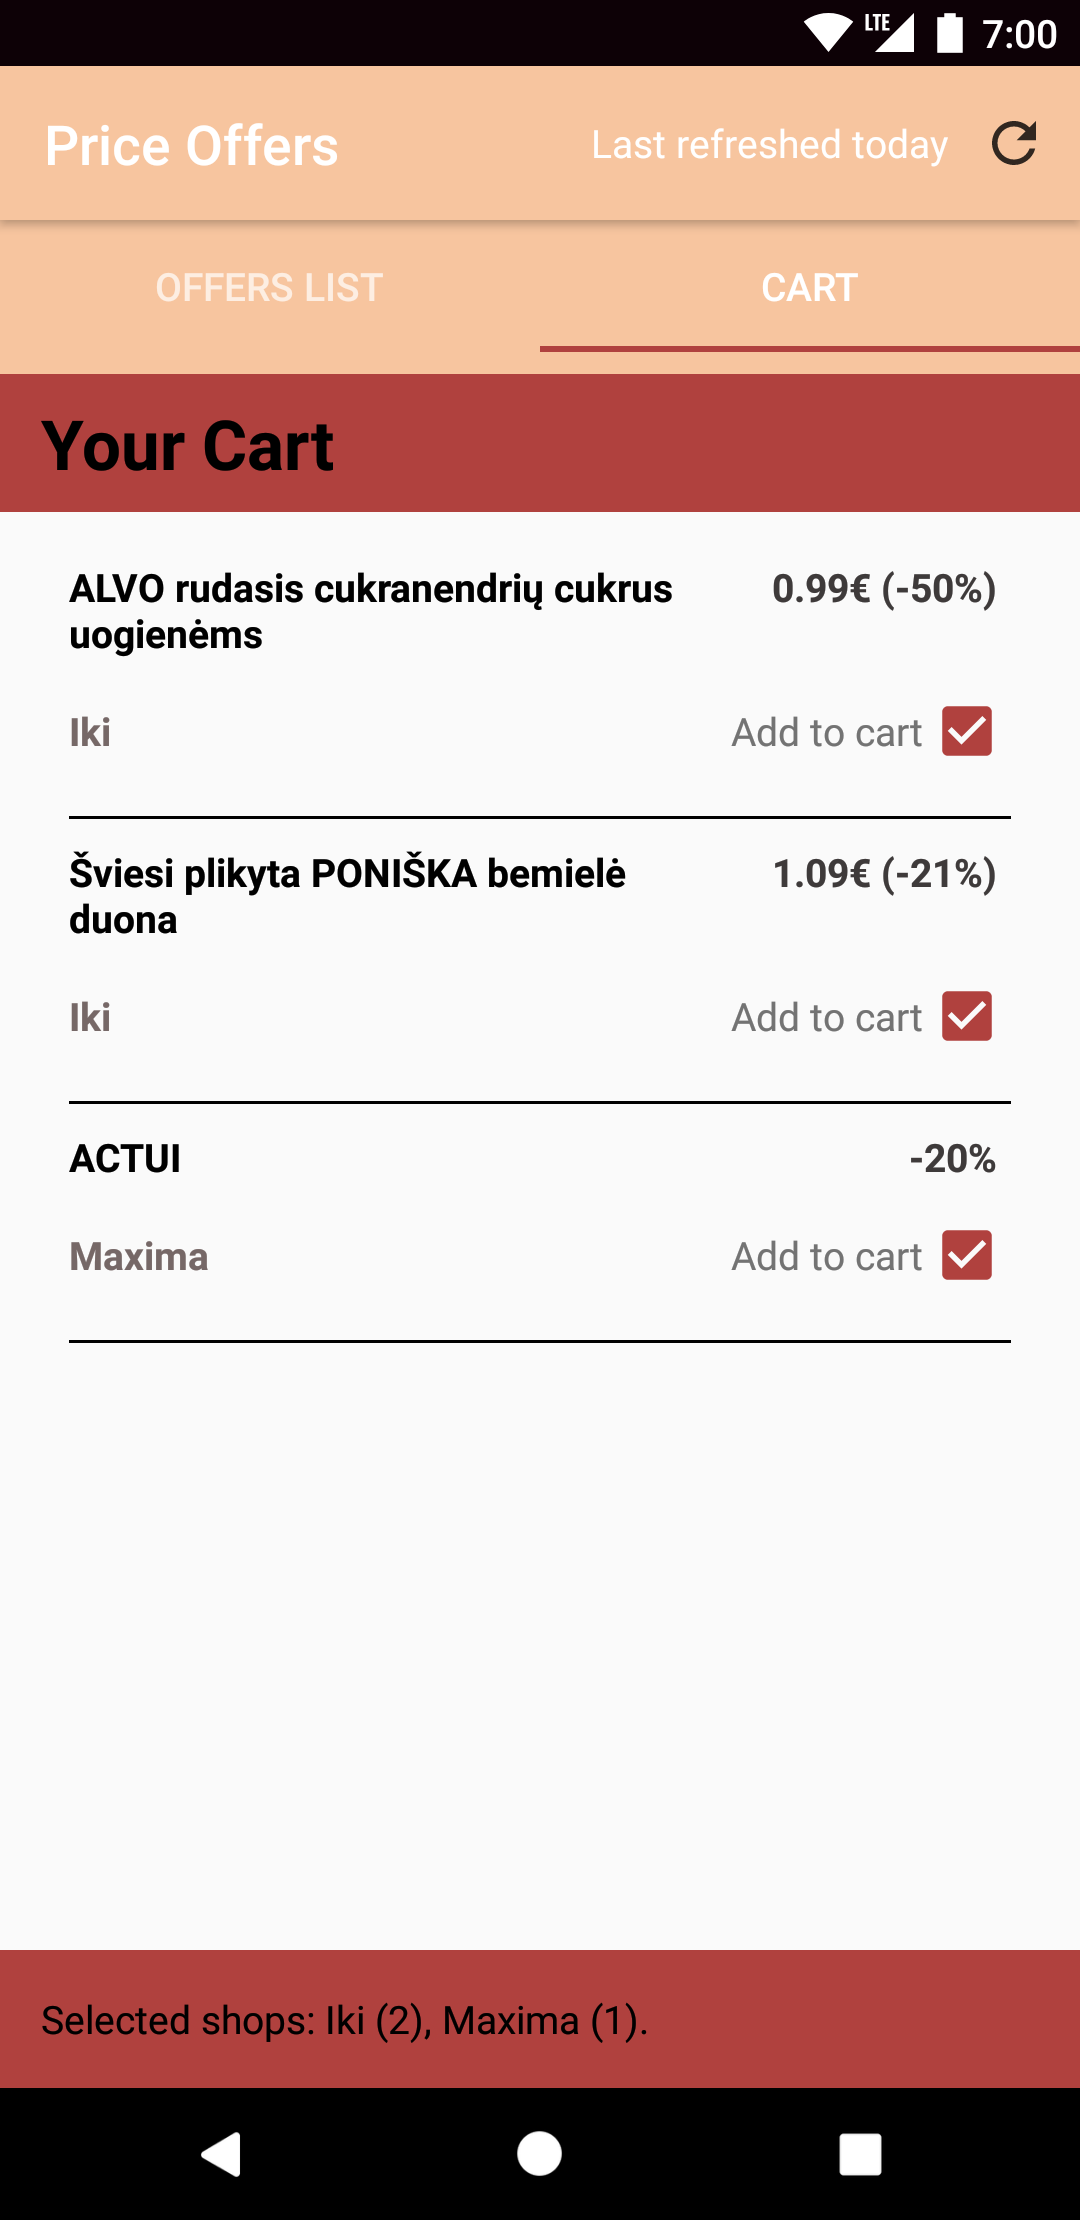 LTE 7:00
Price Offers Last refreshed today
OFFERS LIST CART
Your Cart
ALVO rudasis cukranendrių cukrus 0.99€ (-50%)
uogienėms
Iki Add to cart
Šviesi plikyta PONIŠKA bemielė 1.09€ (-21%)
duona
Iki Add to cart
ACTUI -20%
Maxima Add to cart
Selected shops: Iki (2), Maxima (1).